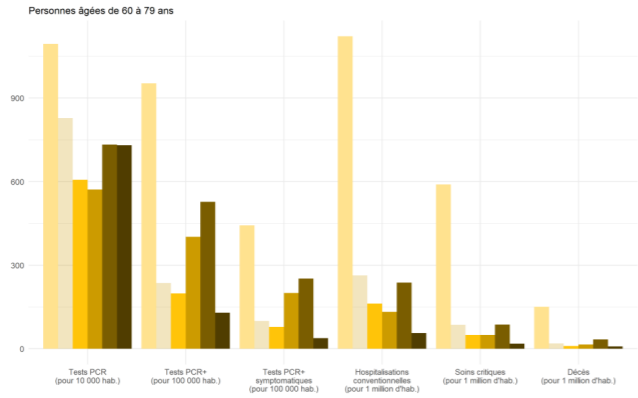 Personnes âgées de 60 à 79 ans
900
600
300
0
Tests PCR
(pour 10 000 hab.)
Tests PCR+
(pour 100 000 hab.)
Tests PCR+
symptomatiques
(pour 100 000 hab.)
Hospitalisations
conventionnelles
(pour 1 million d'hab.)
Soins critiques
(pour 1 million d'hab.)
Décès
(pour 1 million d'hab.)